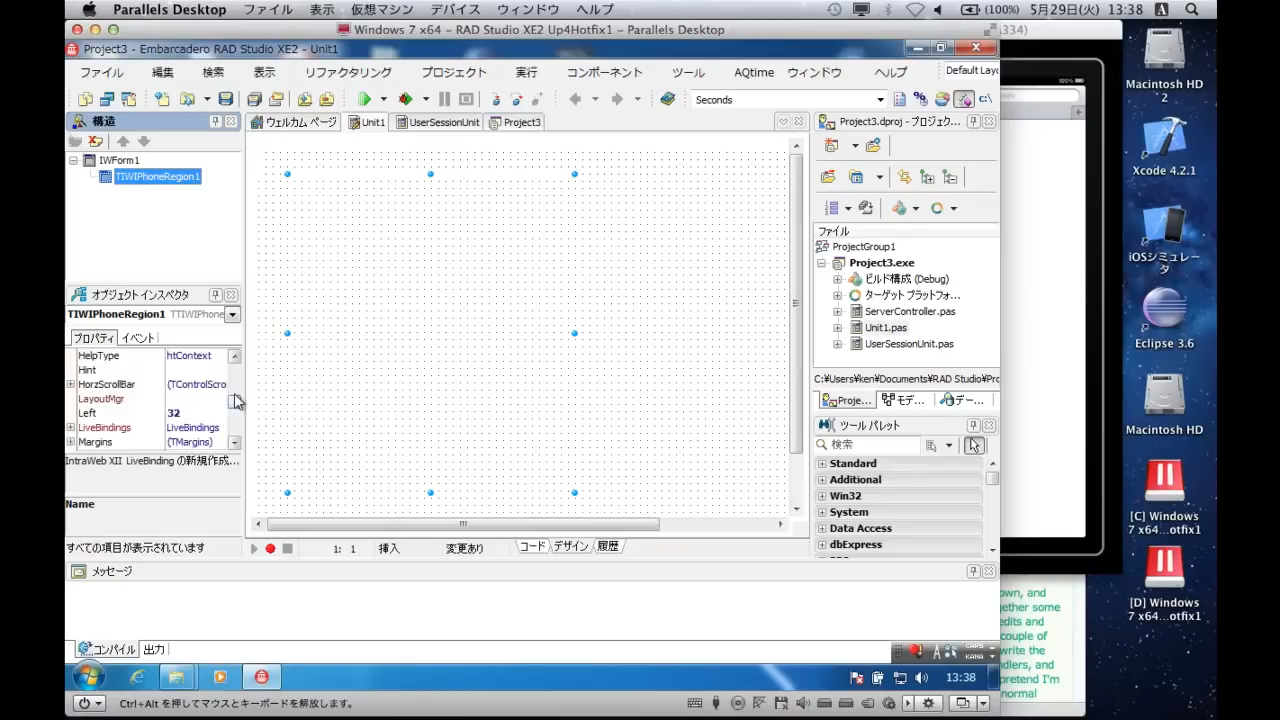 Parallels Desktop ファイル 表示 仮想マシン デバイス ウィンドウ ヘルプ (100%) 5月29日(火) 13:38 A
Windows 7 x64 – RAD Studio XE2 Up4Hotfix1 – Parallels Desktop
334)
Project3 - Embarcadero RAD Studio XE2 - Unit1
ファイル 編集 検索 表示 リファクタリング プロジェクト 実行 コンポーネント ツール AQtime ウィンドウ ヘルプ Default Layo
Seconds
構造
ウェルカム ページ Unit1 UserSessionUnit Project3
Project3.dproj - プロジェク...
IWForm1
TIWIPhoneRegion1
ファイル
ProjectGroup1
Project3.exe
ビルド構成 (Debug)
ターゲット プラットフォ...
ServerController.pas
Unit1.pas
UserSessionUnit.pas
オブジェクト インスペクタ
TIWIPhoneRegion1 TTIWIPhone
プロパティ イベント
HelpType htContext
Hint
HorzScrollBar (TControlScro
LayoutMgr
Left 32
LiveBindings LiveBindings
Margins (TMargins)
IntraWeb XII LiveBinding の新規作成...
Name
すべての項目が表示されています
C:¥Users¥ken¥Documents¥RAD Studio¥Pro
Proje... モデ... デー...
ツール パレット
検索
Standard
Additional
Win32
System
Data Access
dbExpress
1: 1 挿入 変更あり コード デザイン 履歴
メッセージ
コンパイル 出力
A CAPS
KANA
13:38
Ctrl+Alt を押してマウスとキーボードを解放します。
100%
own, and
gether some
edits and
couple of
write the
ndlers, and
pretend I'm
normal
Macintosh HD
2
Xcode 4.2.1
iOSシミュレー
タ
Eclipse 3.6
Macintosh HD
[C] Windows
7 x64...otfix1
[D] Windows
7 x64...otfix1